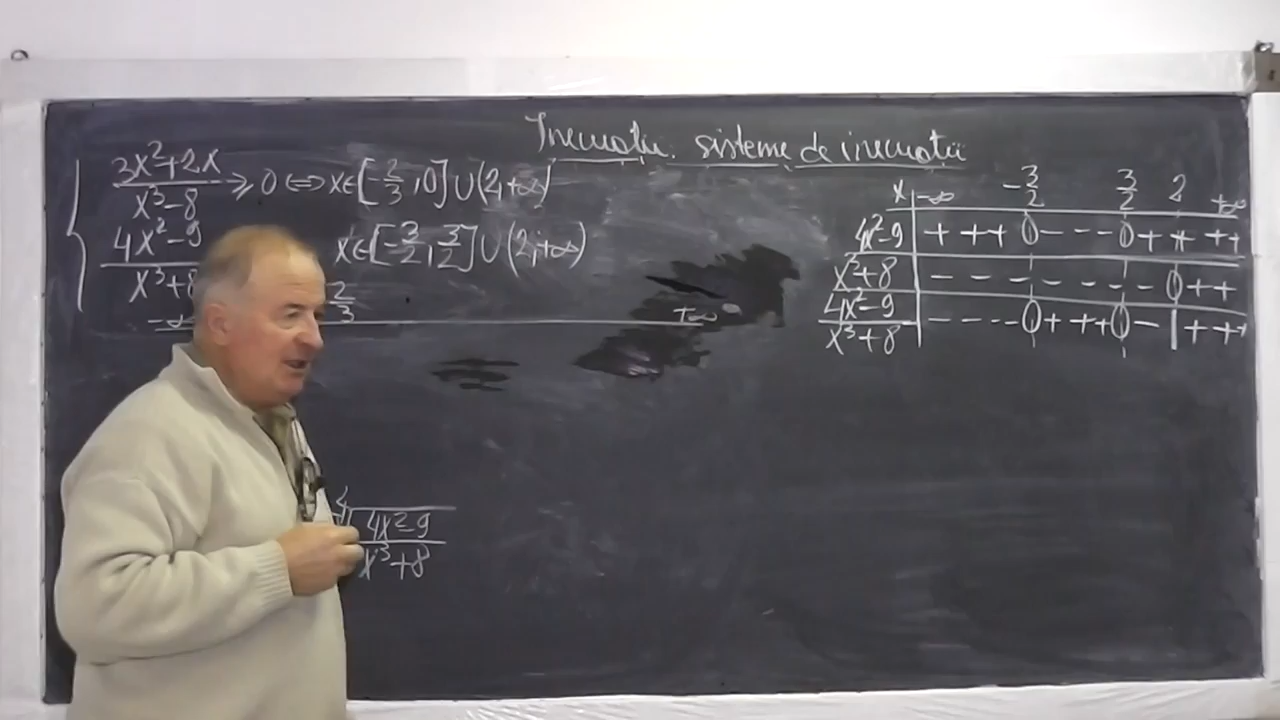 Inecuații. sisteme de inecuații
3x²+2x
x³-8
≥ 0 ⇔ x∈[-2/3, 0] ∪ (2, +∞)
4x²-9
x³+8
x∈[-3/2, 3/2] ∪ (2, +∞)
-∞ 2/3 +∞
⁴√ 4x²-9
x³+8
x -∞ -3/2 3/2 2 +∞
4x²-9 + + + 0 - - - 0 + + + +
x³+8 - - - - - - - 0 + +
4x²-9
x³+8
- - - - 0 + + + 0 - | + + +